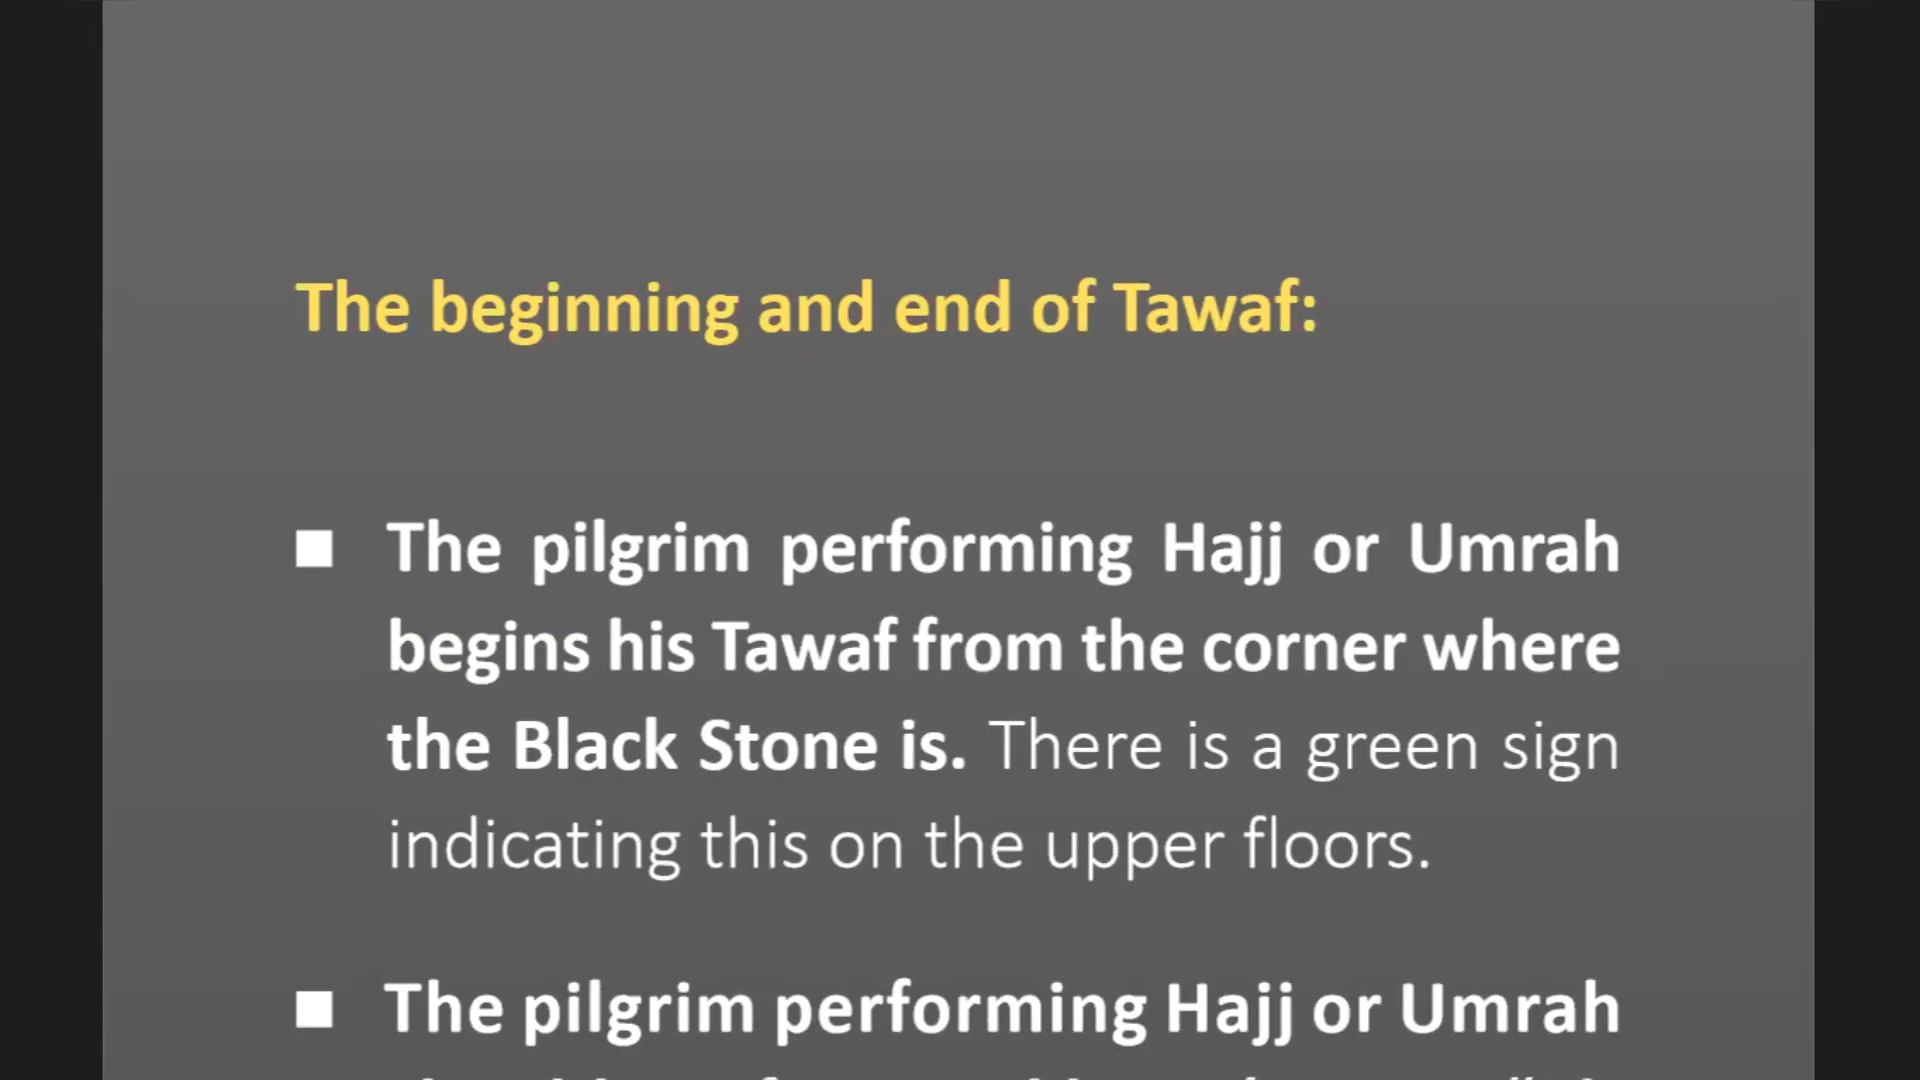 The beginning and end of Tawaf:
■ The pilgrim performing Hajj or Umrah
begins his Tawaf from the corner where
the Black Stone is. There is a green sign
indicating this on the upper floors.
■ The pilgrim performing Hajj or Umrah